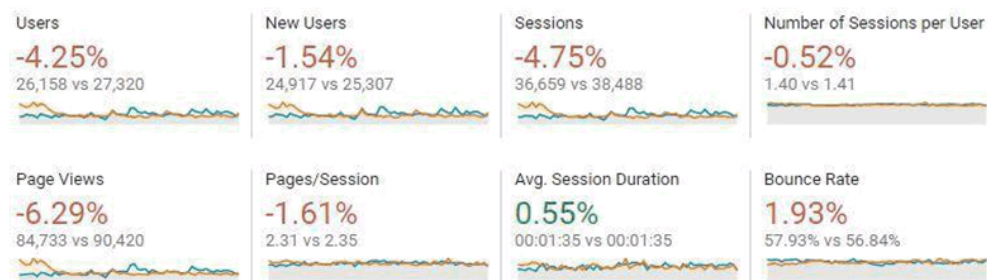 Users
-4.25%
26,158 vs 27,320
New Users
-1.54%
24,917 vs 25,307
Sessions
-4.75%
36,659 vs 38,488
Number of Sessions per User
-0.52%
1.40 vs 1.41
Page Views
-6.29%
84,733 vs 90,420
Pages/Session
-1.61%
2.31 vs 2.35
Avg. Session Duration
0.55%
00:01:35 vs 00:01:35
Bounce Rate
1.93%
57.93% vs 56.84%